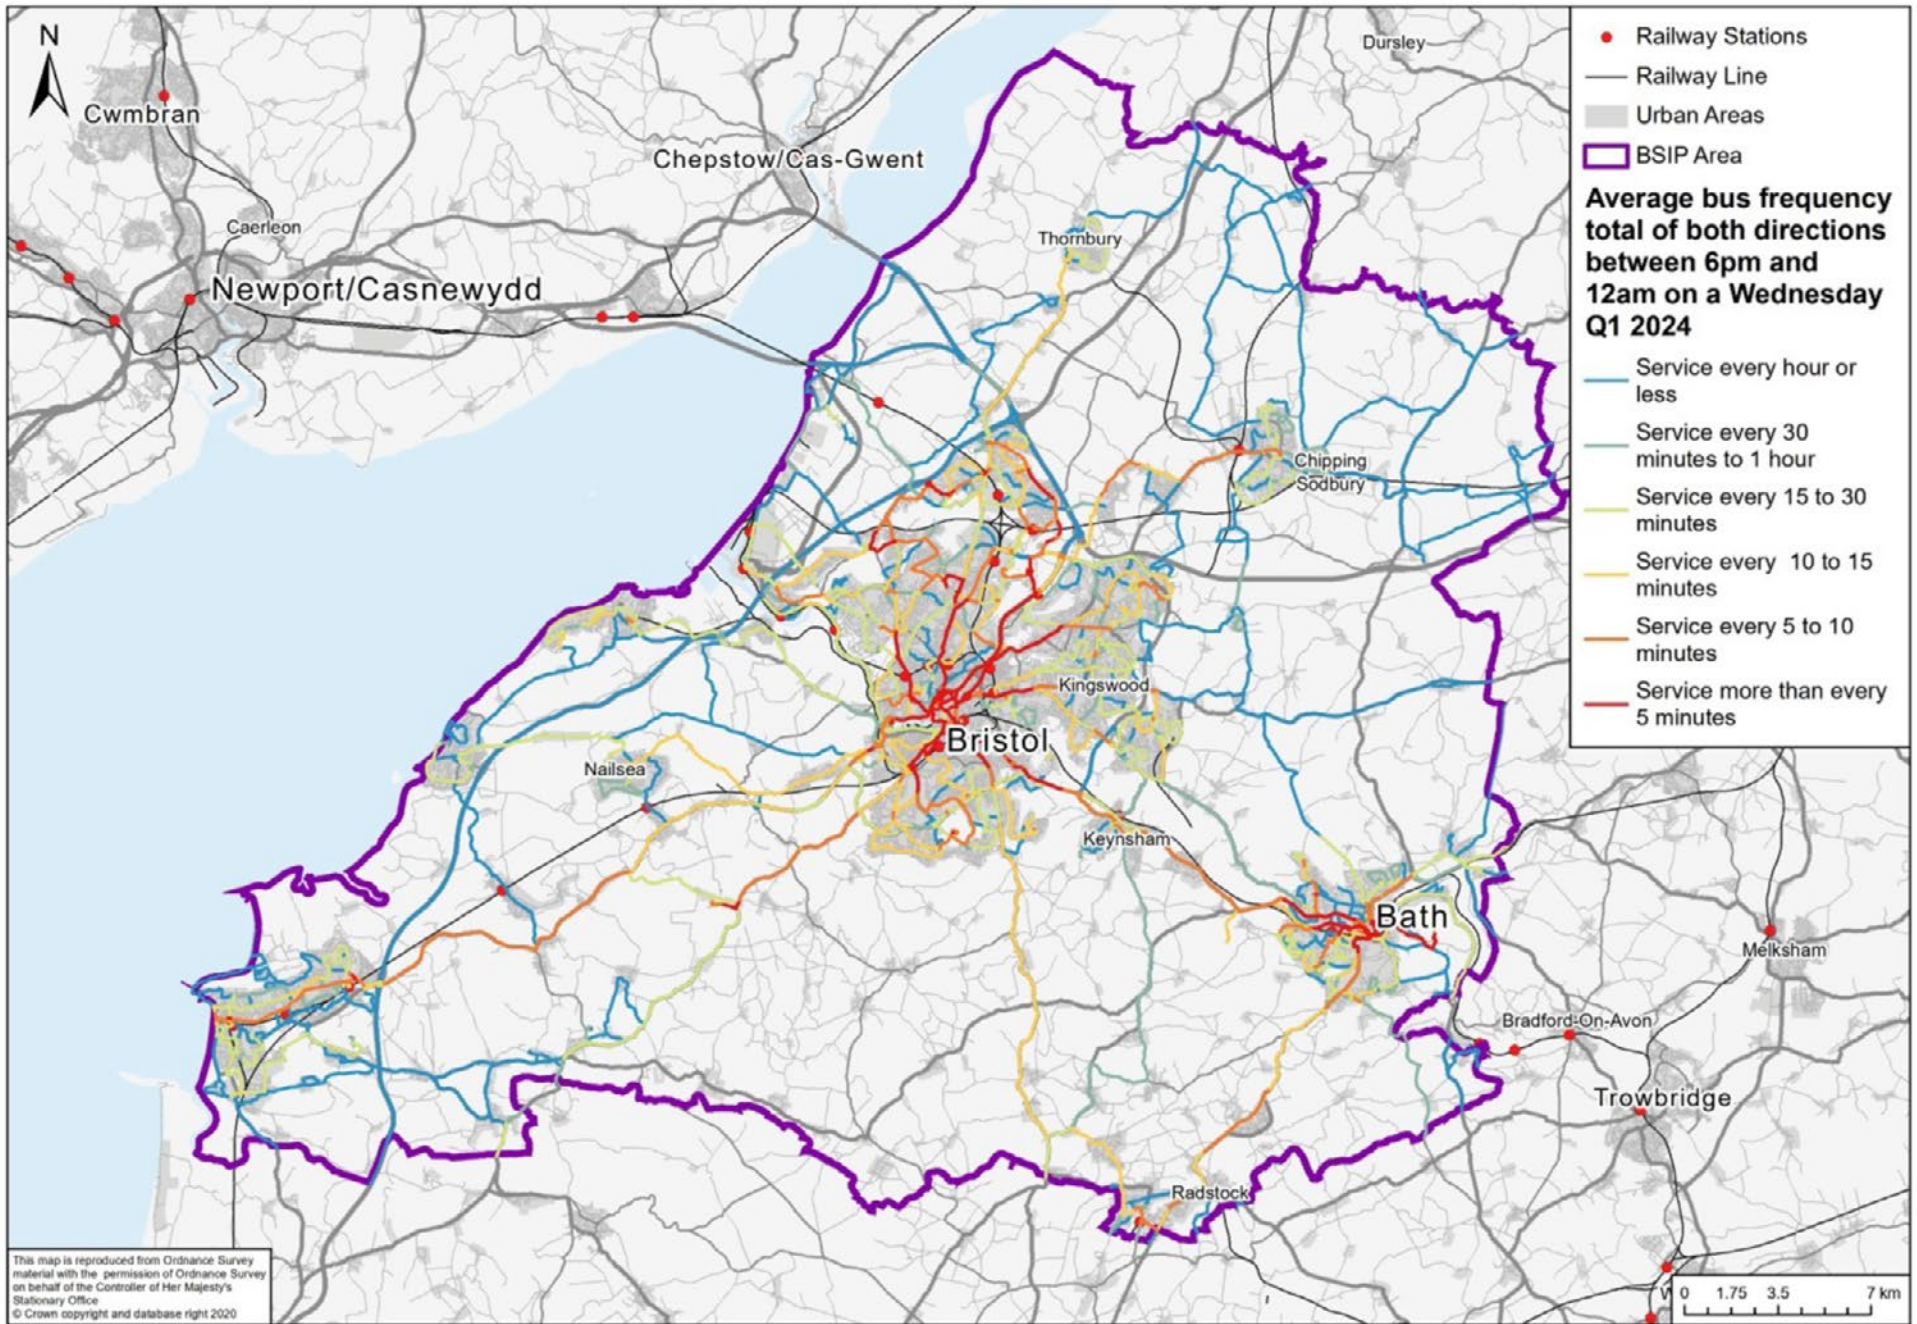 N
Cwmbran
Caerleon
Newport/Casnewydd
Chepstow/Cas-Gwent
Dursley
Thornbury
Chipping
Sodbury
Kingswood
Bristol
Nailsea
Keynsham
Bath
Melksham
Bradford-On-Avon
Trowbridge
Radstock
Railway Stations
Railway Line
Urban Areas
BSIP Area
Average bus frequency
total of both directions
between 6pm and
12am on a Wednesday
Q1 2024
Service every hour or
less
Service every 30
minutes to 1 hour
Service every 15 to 30
minutes
Service every 10 to 15
minutes
Service every 5 to 10
minutes
Service more than every
5 minutes
This map is reproduced from Ordnance Survey
material with the permission of Ordnance Survey
on behalf of the Controller of Her Majesty's
Stationary Office
© Crown copyright and database right 2020
0 1.75 3.5 7 km